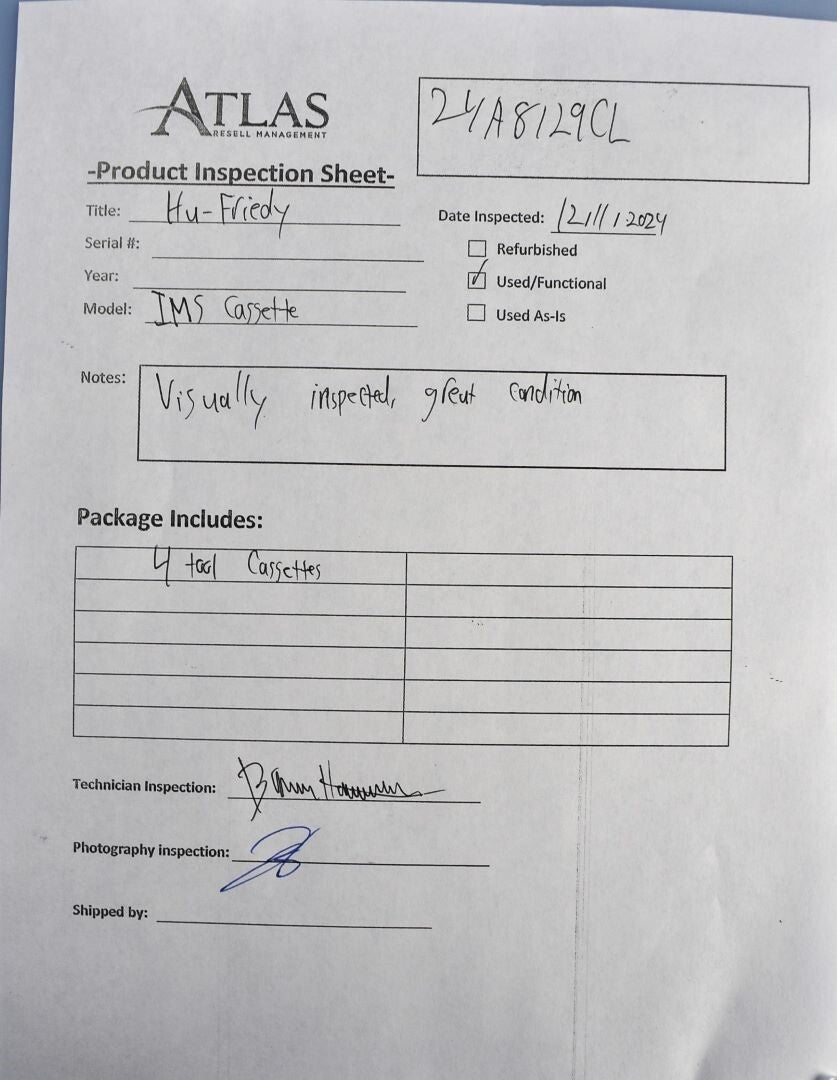 ATLAS
RESELL MANAGEMENT
24A8129CL
-Product Inspection Sheet-
Title: Hu-Friedy
Date Inspected: 12/11/2024
Serial #:
Refurbished
Year:
Used/Functional
Model: IMS Cassette
Used As-Is
Notes: Visually inspected, great condition
Package Includes:
4 tool Cassettes
Technician Inspection:
Photography inspection:
Shipped by: